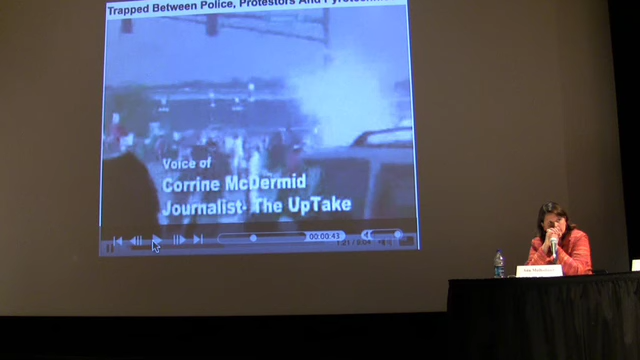 Trapped Between Police, Protestors And
Voice of
Corrine McDermid
Journalist- The UpTake
00:00:43